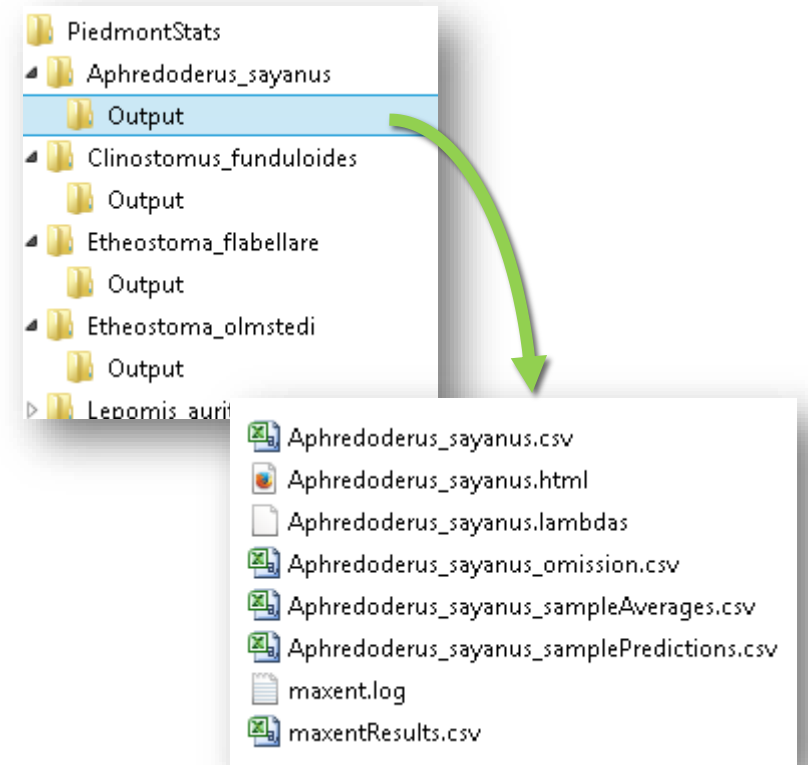 PiedmontStats
Aphredoderus_sayanus
Output
Clinostomus_funduloides
Output
Etheostoma_flabellare
Output
Etheostoma_olmstedi
Output
Lepomis_auri
Aphredoderus_sayanus.csv
Aphredoderus_sayanus.html
Aphredoderus_sayanus.lambdas
Aphredoderus_sayanus_omission.csv
Aphredoderus_sayanus_sampleAverages.csv
Aphredoderus_sayanus_samplePredictions.csv
maxent.log
maxentResults.csv